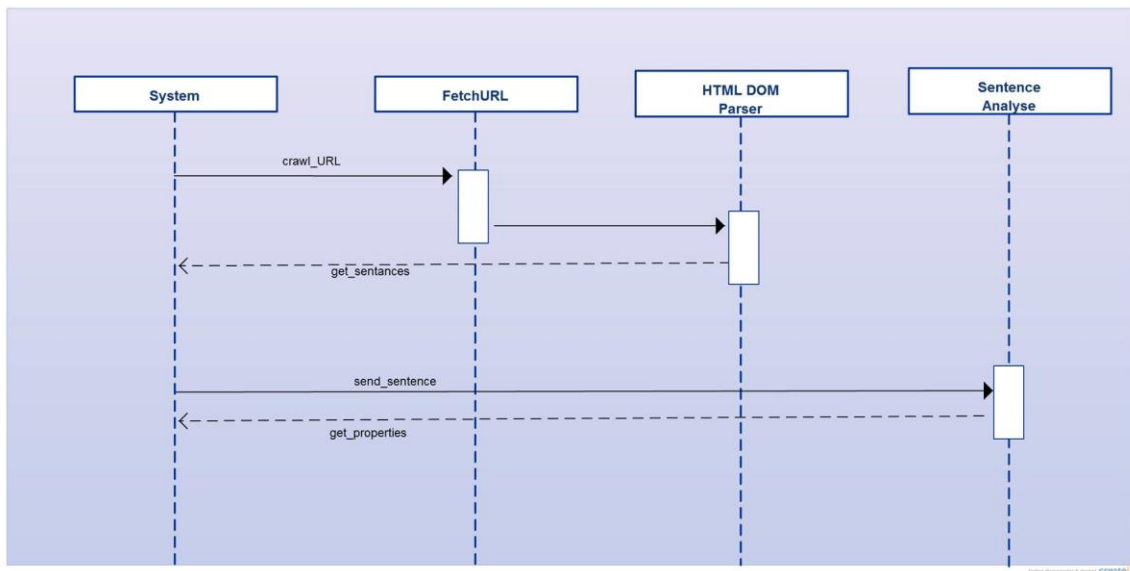 System
FetchURL
HTML DOM
Parser
Sentence
Analyse
crawl_URL
get_sentances
send_sentence
get_properties